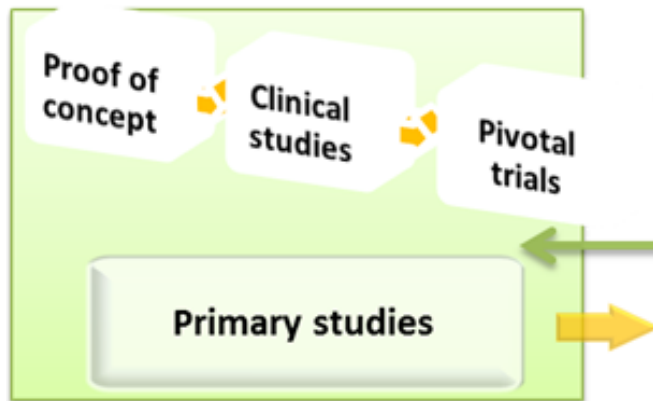 Proof of
concept
Clinical
studies
Pivotal
trials
Primary studies